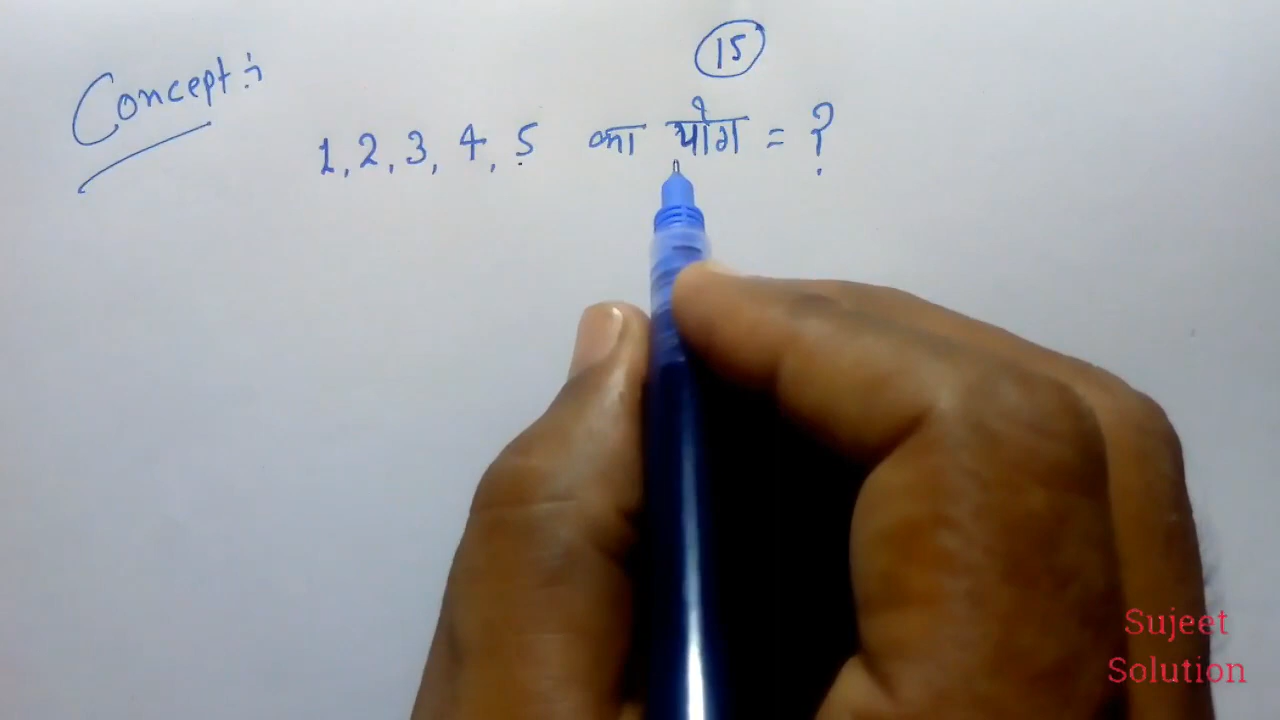 15
Concept :-
1, 2, 3, 4, 5 का योग = ?
Sujeet
Solution